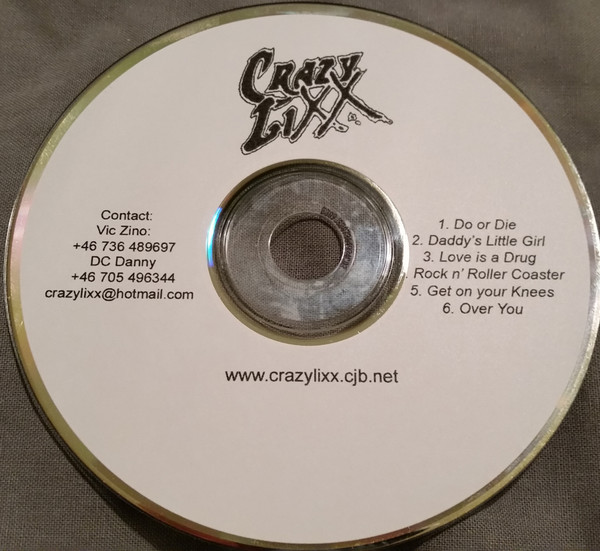 CRAZY
LIXX
Contact:
Vic Zino:
+46 736 489697
DC Danny
+46 705 496344
crazylixx@hotmail.com
1. Do or Die
2. Daddy's Little Girl
3. Love is a Drug
Rock n' Roller Coaster
5. Get on your Knees
6. Over You
www.crazylixx.cjb.net